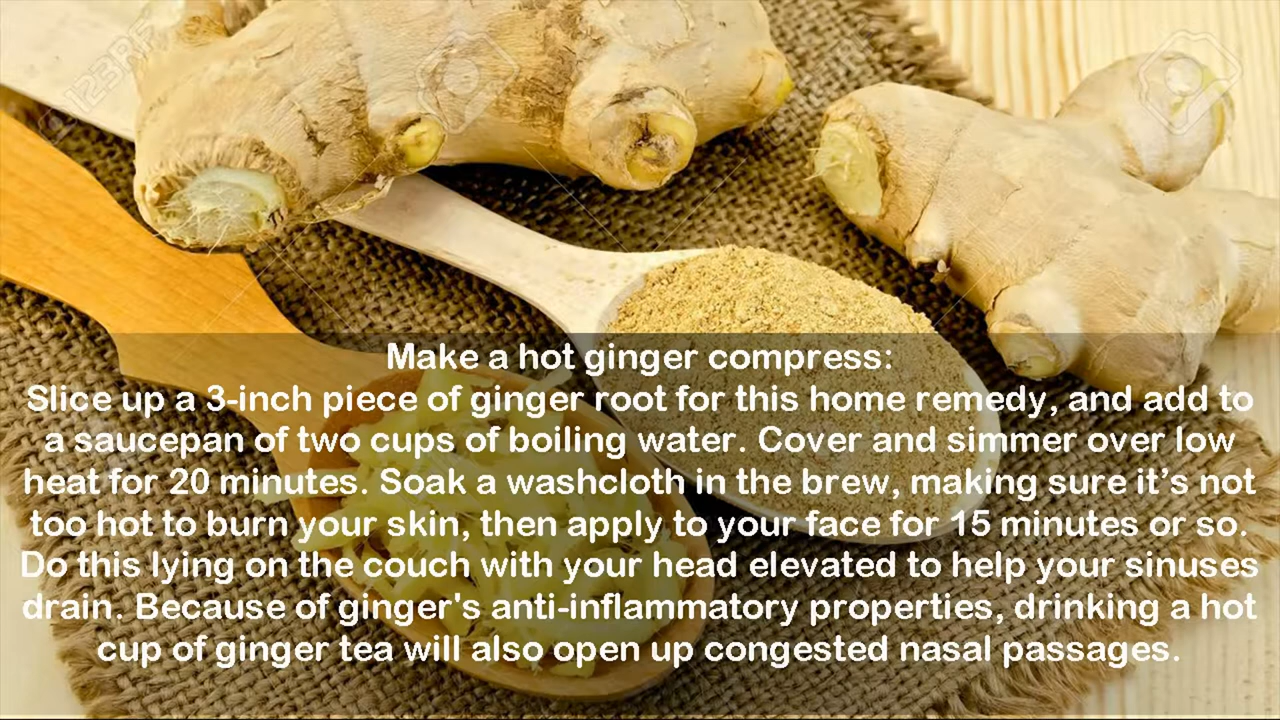 Make a hot ginger compress:
Slice up a 3-inch piece of ginger root for this home remedy, and add to
a saucepan of two cups of boiling water. Cover and simmer over low
heat for 20 minutes. Soak a washcloth in the brew, making sure it’s not
too hot to burn your skin, then apply to your face for 15 minutes or so.
Do this lying on the couch with your head elevated to help your sinuses
drain. Because of ginger's anti-inflammatory properties, drinking a hot
cup of ginger tea will also open up congested nasal passages.